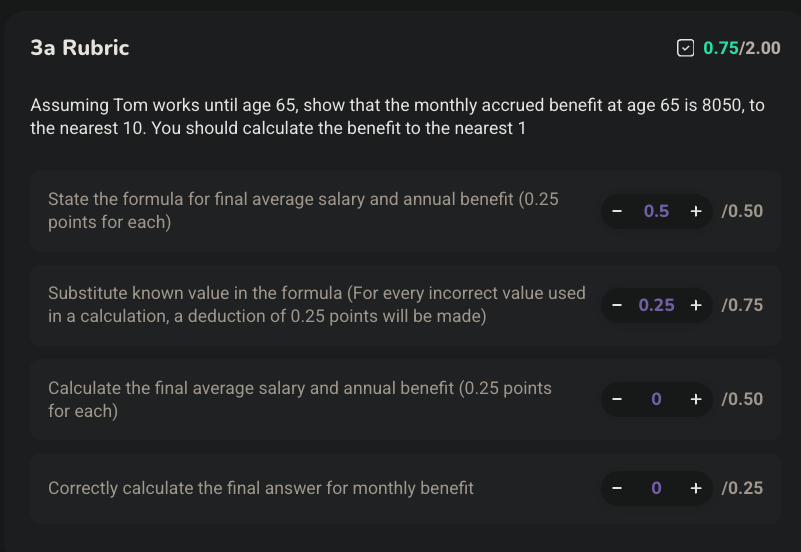 3a Rubric
0.75/2.00
Assuming Tom works until age 65, show that the monthly accrued benefit at age 65 is 8050, to
the nearest 10. You should calculate the benefit to the nearest 1
State the formula for final average salary and annual benefit (0.25
points for each)
− 0.5 + /0.50
Substitute known value in the formula (For every incorrect value used
in a calculation, a deduction of 0.25 points will be made)
− 0.25 + /0.75
Calculate the final average salary and annual benefit (0.25 points
for each)
− 0 + /0.50
Correctly calculate the final answer for monthly benefit
− 0 + /0.25